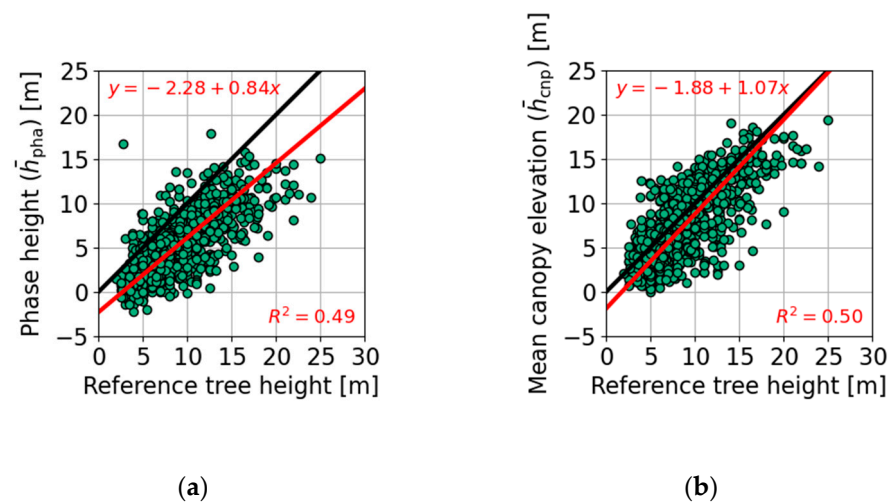 25
20
15
10
5
0
−5
0 5 10 15 20 25 30
Phase height (h̄pha) [m]
Reference tree height [m]
y = −2.28 + 0.84x
R² = 0.49
(a)
25
20
15
10
5
0
−5
0 5 10 15 20 25 30
Mean canopy elevation (h̄cnp) [m]
Reference tree height [m]
y = −1.88 + 1.07x
R² = 0.50
(b)